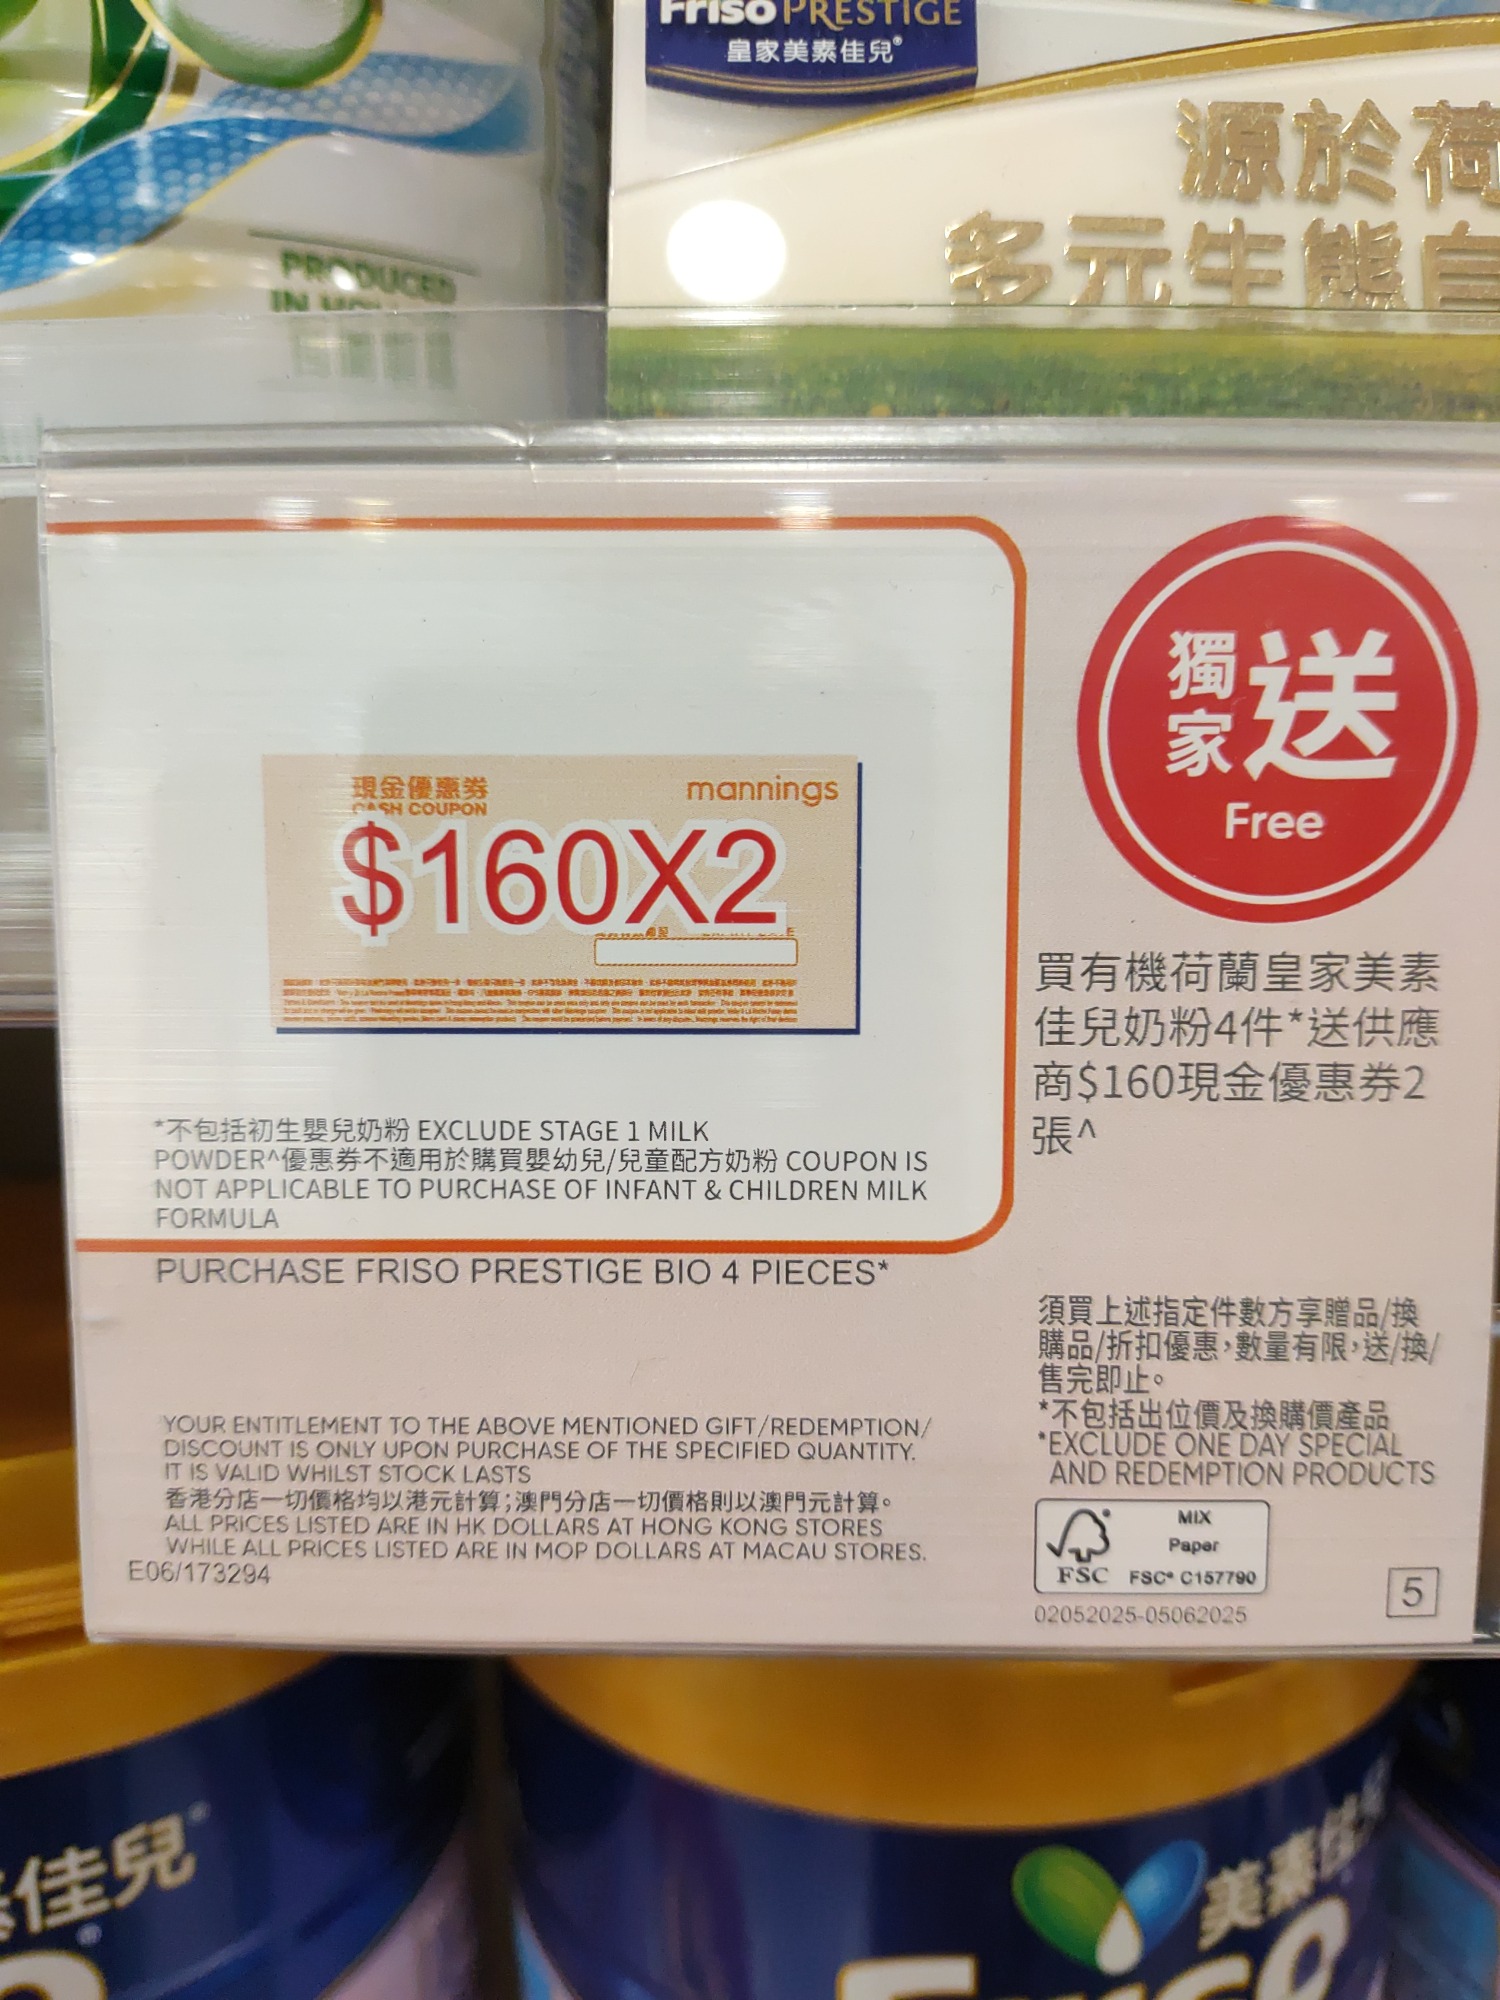 Friso PRESTIGE
皇家美素佳兒®
源於荷
多元生態自
PRODUCED
IN
現金優惠券
mannings
CASH COUPON
$160X2
獨家
送
Free
買有機荷蘭皇家美素
佳兒奶粉4件*送供應
商$160現金優惠券2
張^
*不包括初生嬰兒奶粉 EXCLUDE STAGE 1 MILK
POWDER^優惠券不適用於購買嬰幼兒/兒童配方奶粉 COUPON IS
NOT APPLICABLE TO PURCHASE OF INFANT & CHILDREN MILK
FORMULA
PURCHASE FRISO PRESTIGE BIO 4 PIECES*
須買上述指定件數方享贈品/換
購品/折扣優惠，數量有限，送/換/
售完即止。
*不包括出位價及換購價產品
*EXCLUDE ONE DAY SPECIAL
AND REDEMPTION PRODUCTS
YOUR ENTITLEMENT TO THE ABOVE MENTIONED GIFT/REDEMPTION/
DISCOUNT IS ONLY UPON PURCHASE OF THE SPECIFIED QUANTITY.
IT IS VALID WHILST STOCK LASTS
香港分店一切價格均以港元計算；澳門分店一切價格則以澳門元計算。
ALL PRICES LISTED ARE IN HK DOLLARS AT HONG KONG STORES
WHILE ALL PRICES LISTED ARE IN MOP DOLLARS AT MACAU STORES.
E06/173294
MIX
Paper
FSC
FSC® C157790
02052025-05062025
5
佳兒®
美素佳